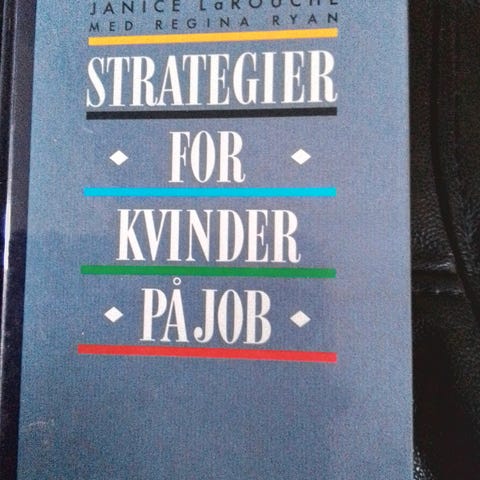 JANICE LaROUCHE
MED REGINA RYAN
STRATEGIER
FOR
KVINDER
PÅ JOB